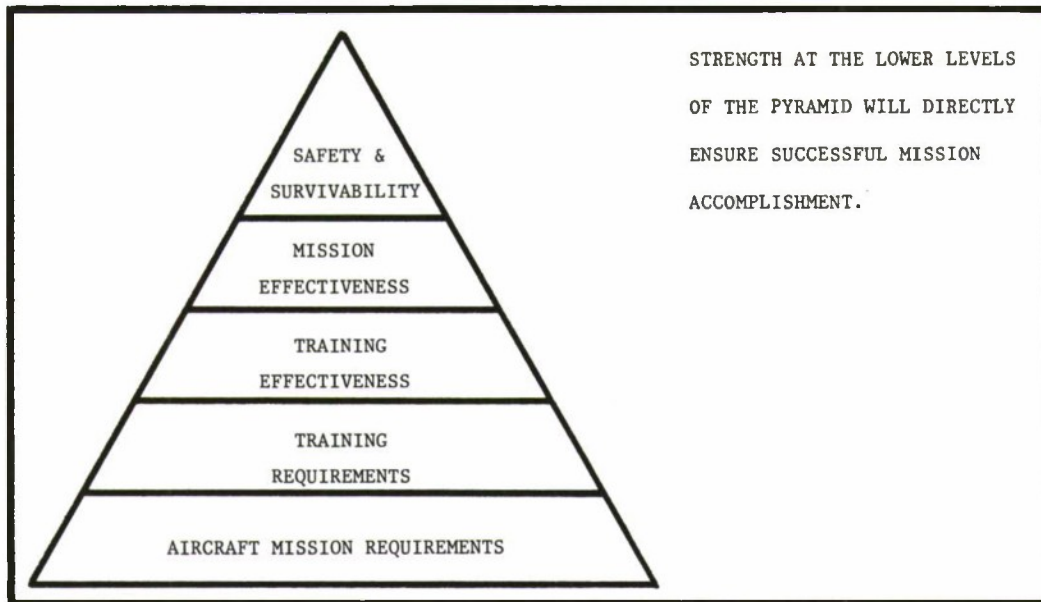 SAFETY &
SURVIVABILITY
MISSION
EFFECTIVENESS
TRAINING
EFFECTIVENESS
TRAINING
REQUIREMENTS
AIRCRAFT MISSION REQUIREMENTS
STRENGTH AT THE LOWER LEVELS
OF THE PYRAMID WILL DIRECTLY
ENSURE SUCCESSFUL MISSION
ACCOMPLISHMENT.